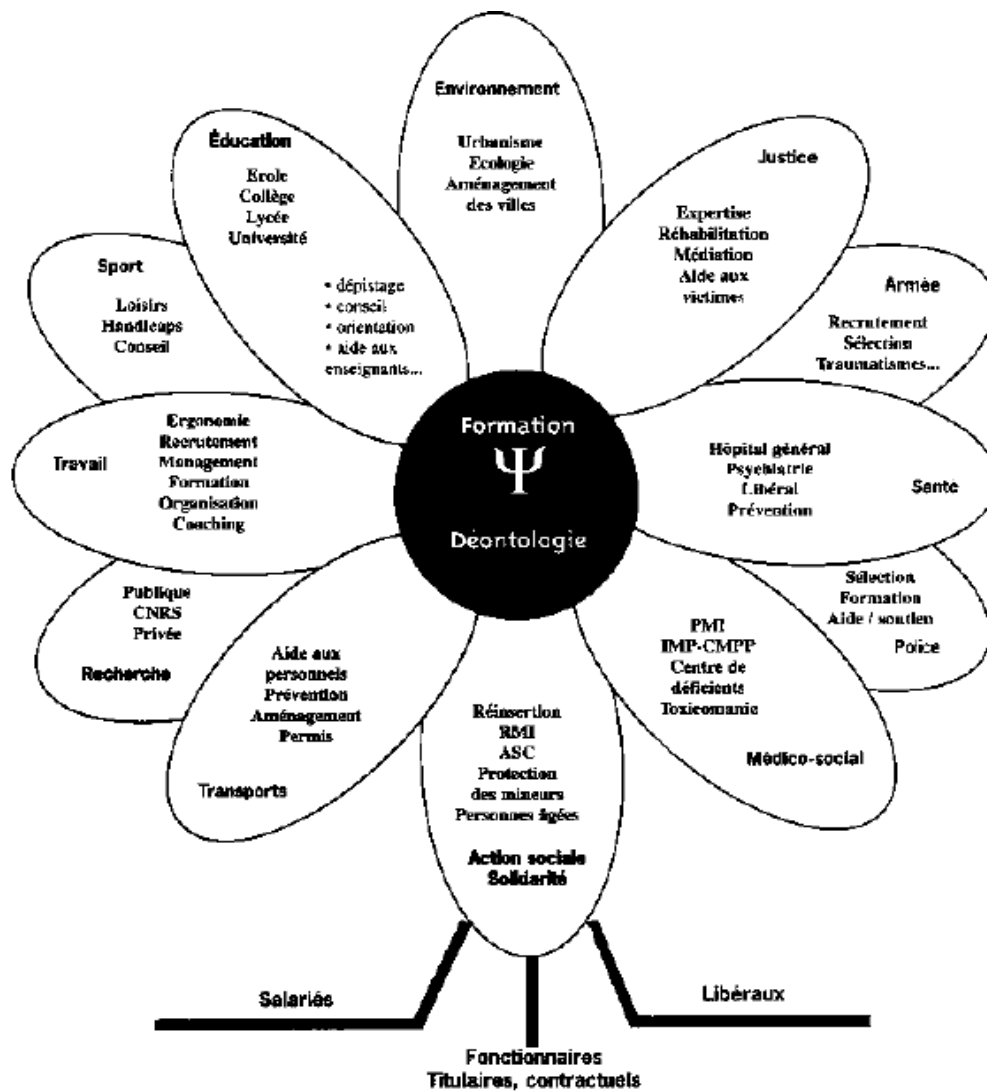 Environnement
Urbanisme
Ecologie
Aménagement
des villes
Éducation
Ecole
Collège
Lycée
Université
• dépistage
• conseil
• orientation
• aide aux
enseignants...
Justice
Expertise
Réhabilitation
Médiation
Aide aux
victimes
Sport
Loisirs
Handicaps
Conseil
Armée
Recrutement
Sélection
Traumatismes...
Formation
Ψ
Déontologie
Travail
Ergonomie
Recrutement
Management
Formation
Organisation
Coaching
Hôpital général
Psychiatrie
Libéral
Prévention
Sante
Publique
CNRS
Privée
Recherche
Sélection
Formation
Aide / soutien
Police
Aide aux
personnels
Prévention
Aménagement
Permis
Transports
PMI
IMP-CMPP
Centre de
déficients
Toxicomanie
Médico-social
Réinsertion
RMI
ASC
Protection
des mineurs
Personnes âgées
Action sociale
Solidarité
Salariés
Libéraux
Fonctionnaires
Titulaires, contractuels